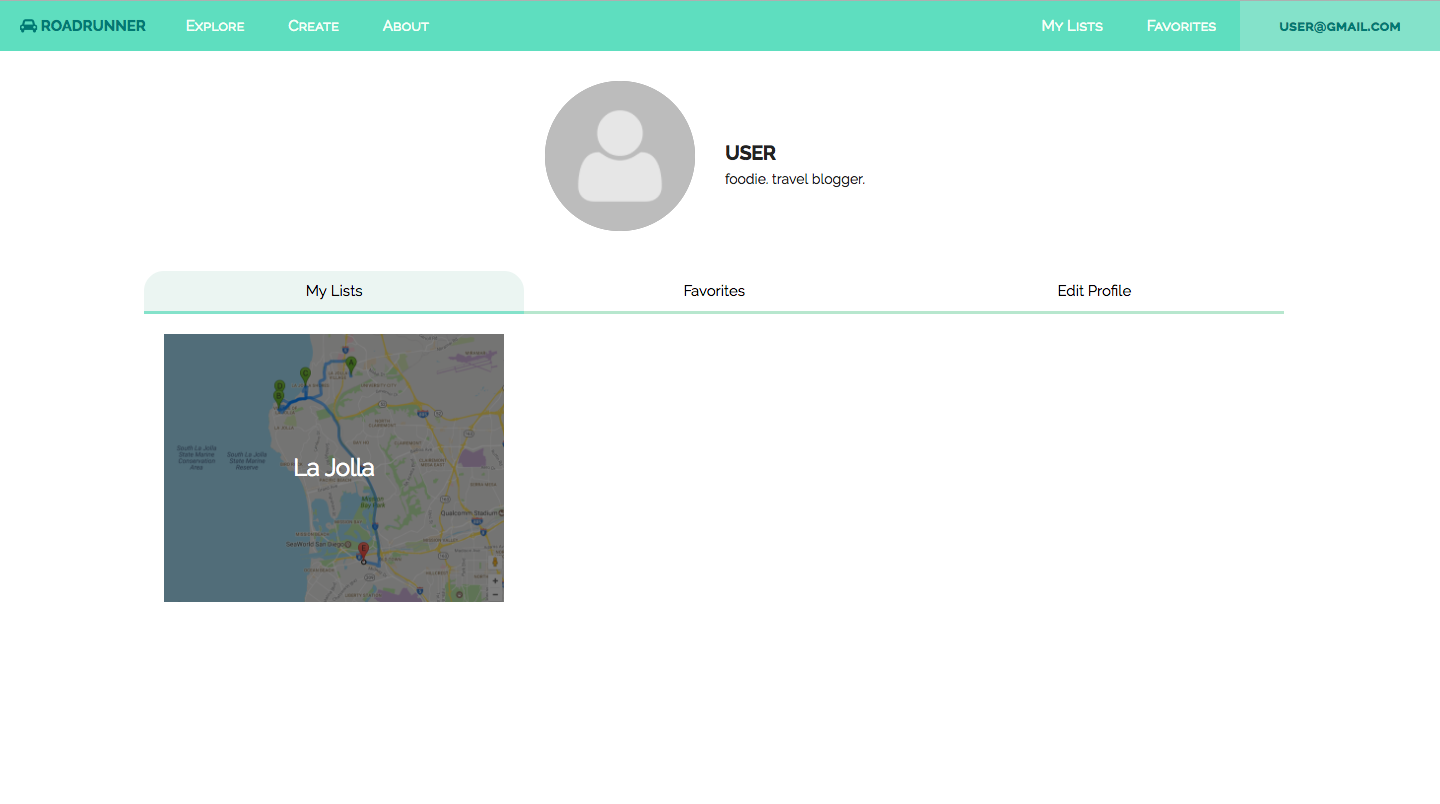 ROADRUNNER EXPLORE CREATE ABOUT MY LISTS FAVORITES USER@GMAIL.COM
USER
foodie. travel blogger.
My Lists Favorites Edit Profile
La Jolla
South La Jolla
State Marine
Conservation
Area
South La Jolla
State Marine
Reserve
Mission
Bay Park
Qualcomm Stadium
SeaWorld San Diego